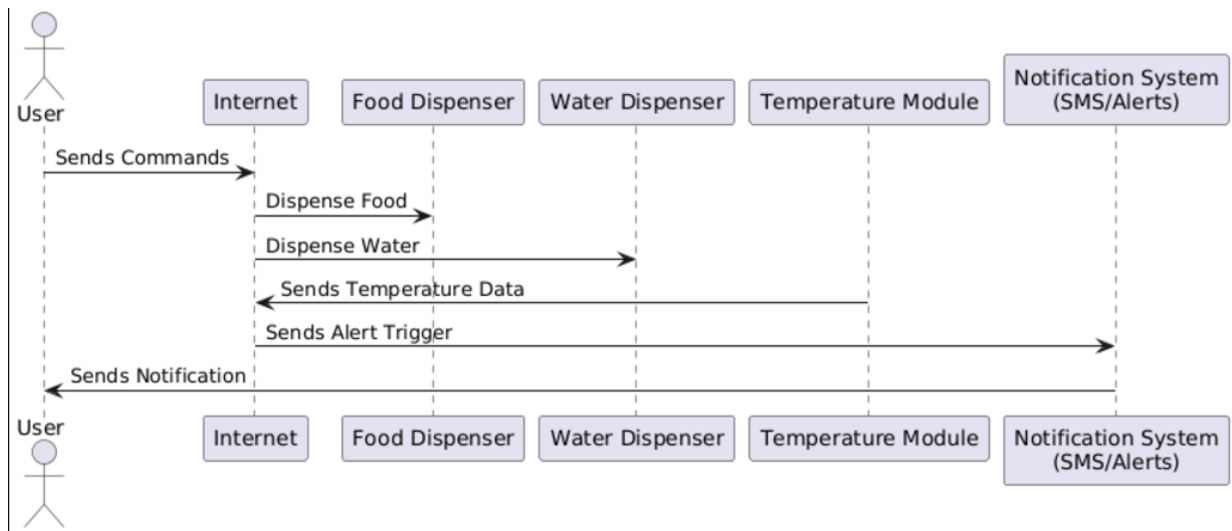 User
Internet
Food Dispenser
Water Dispenser
Temperature Module
Notification System
(SMS/Alerts)
Sends Commands
Dispense Food
Dispense Water
Sends Temperature Data
Sends Alert Trigger
Sends Notification
User
Internet
Food Dispenser
Water Dispenser
Temperature Module
Notification System
(SMS/Alerts)